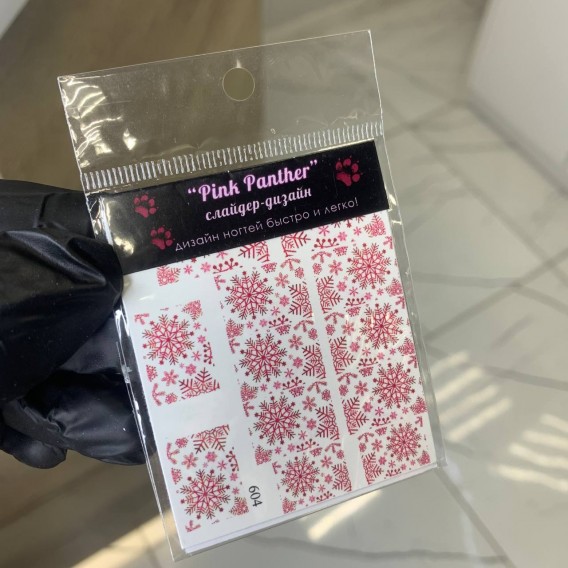 “Pink Panther”
слайдер-дизайн
дизайн ногтей быстро и легко!
604